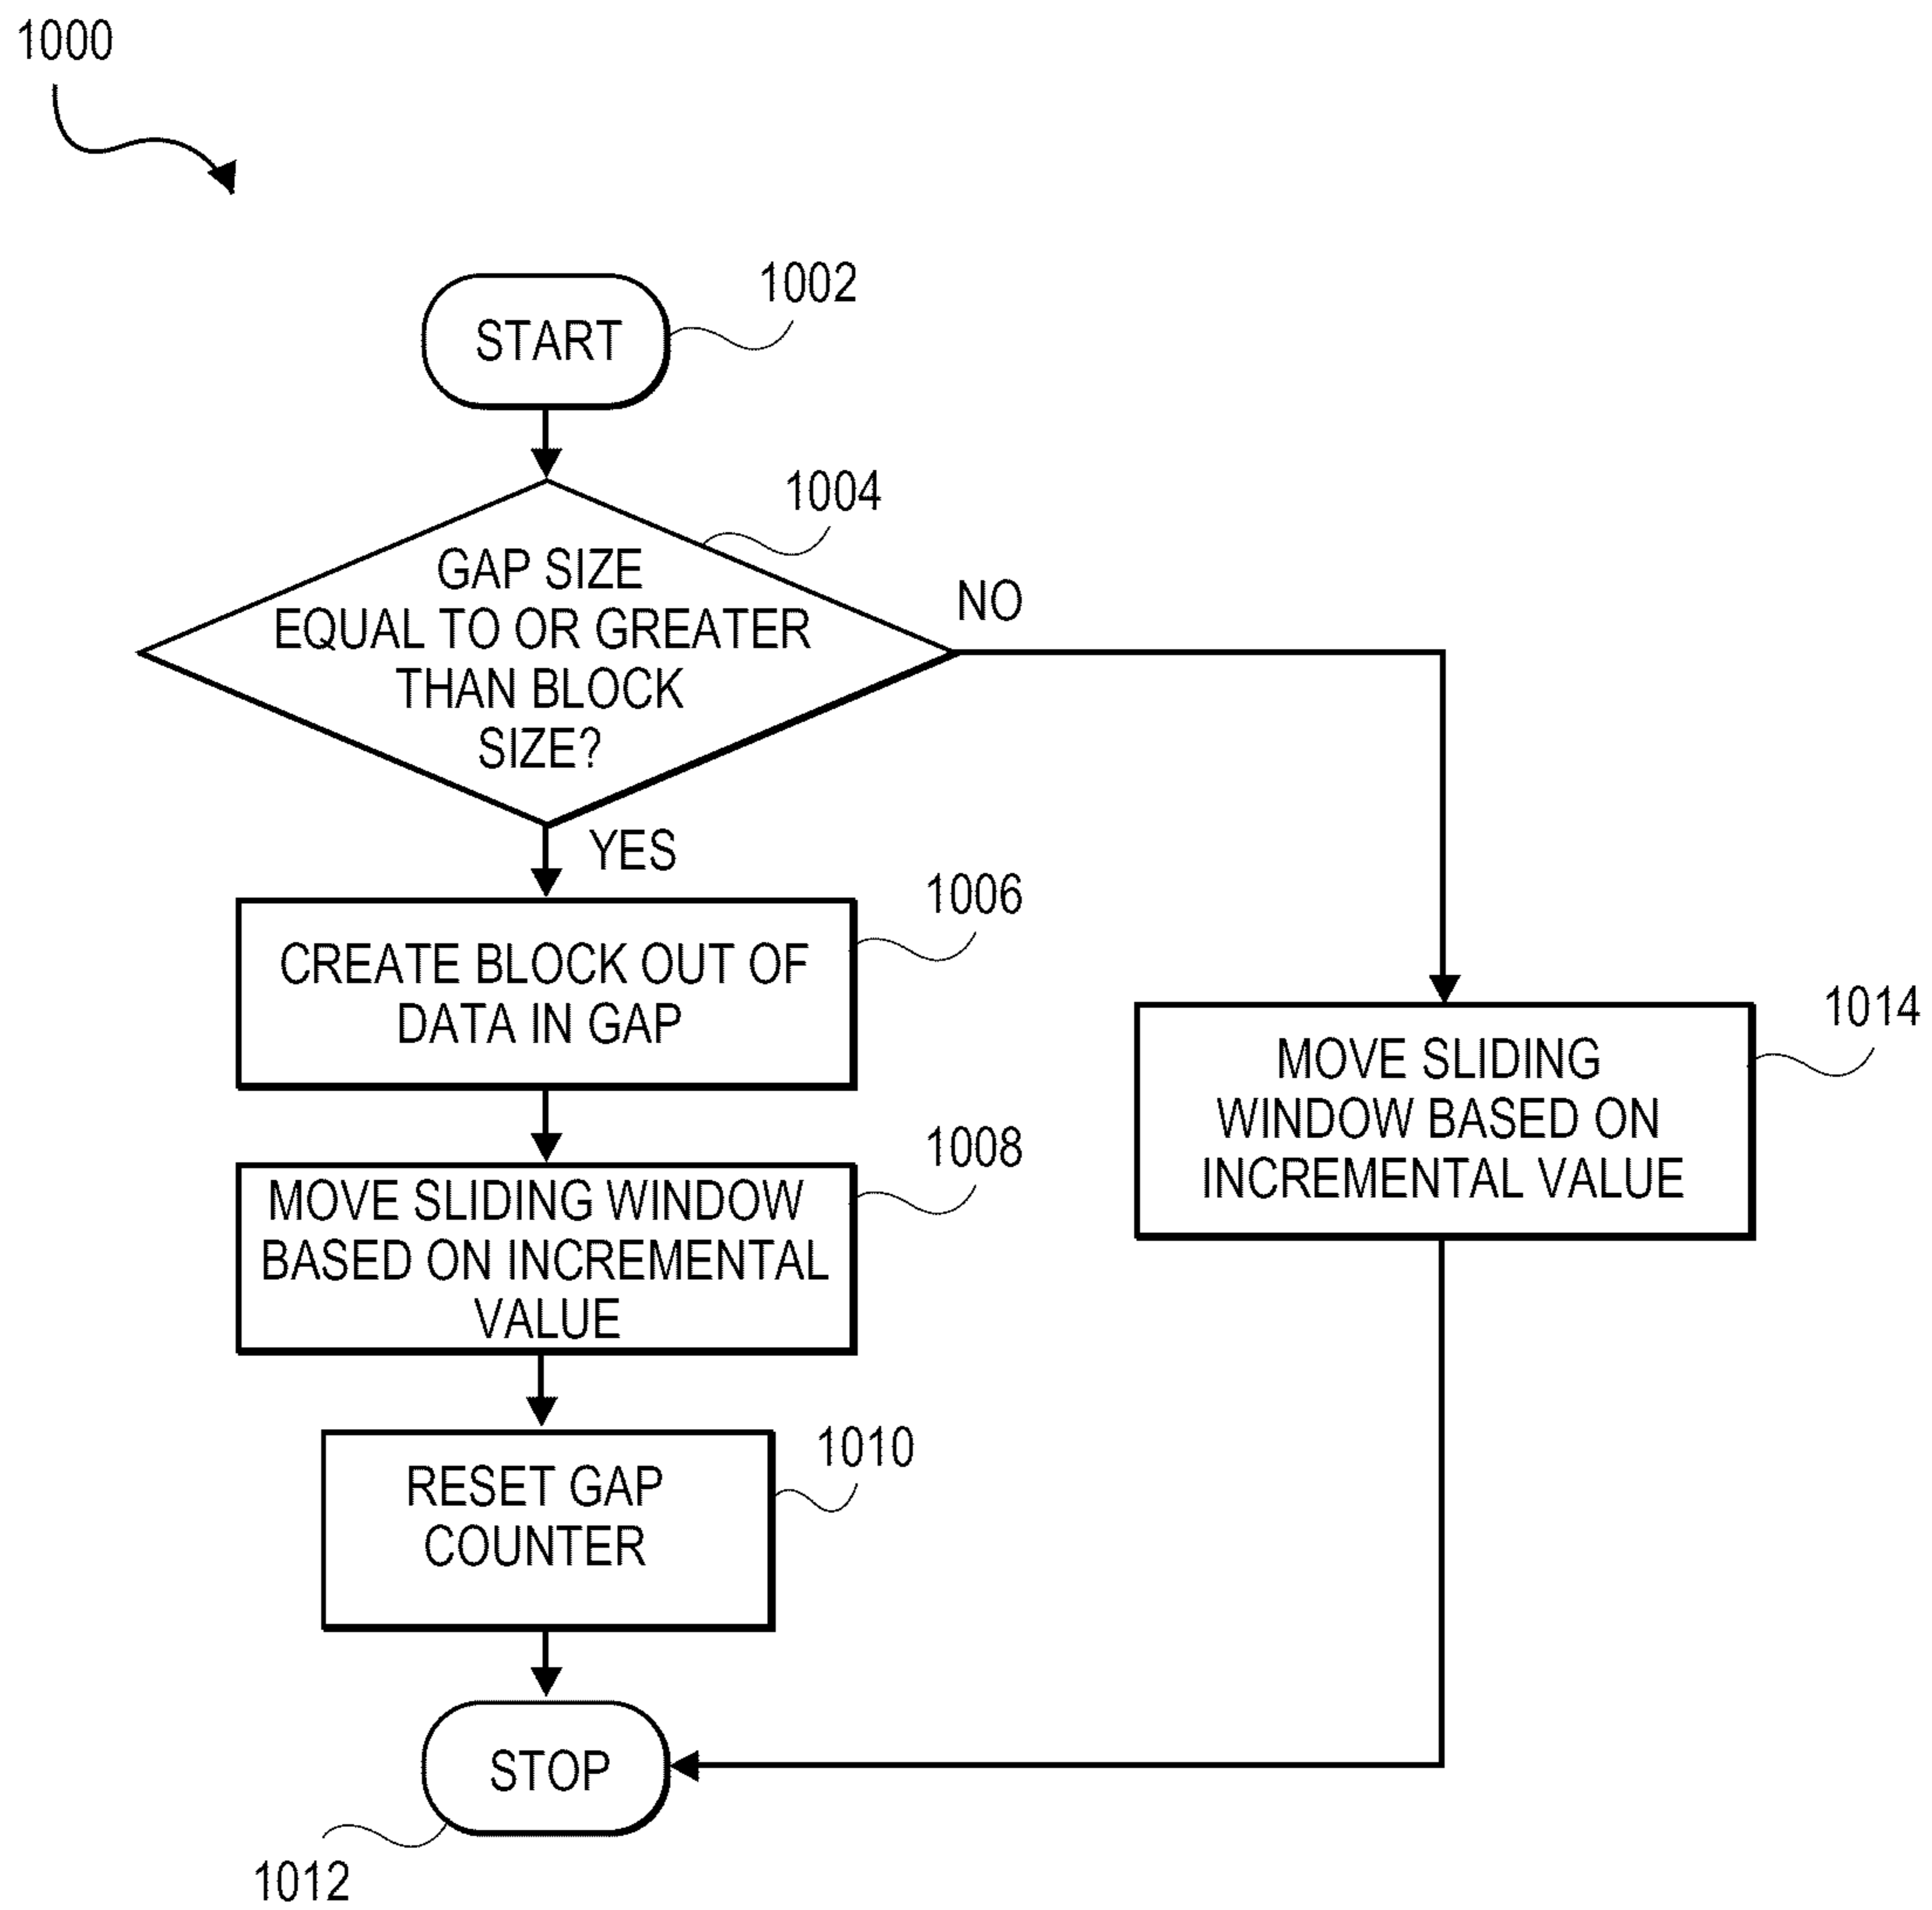 1000
START
1002
1004
GAP SIZE
EQUAL TO OR GREATER
THAN BLOCK
SIZE?
NO
YES
1006
CREATE BLOCK OUT OF
DATA IN GAP
1014
MOVE SLIDING
WINDOW BASED ON
INCREMENTAL VALUE
1008
MOVE SLIDING WINDOW
BASED ON INCREMENTAL
VALUE
1010
RESET GAP
COUNTER
STOP
1012